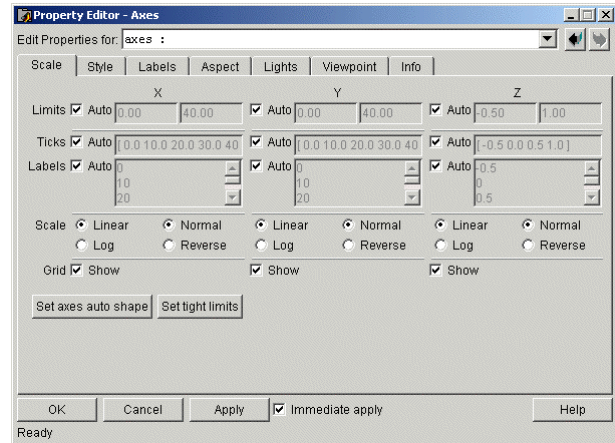 Property Editor - Axes
Edit Properties for: axes :
Scale Style Labels Aspect Lights Viewpoint Info
X Y Z
Limits Auto 0.00 40.00 Auto 0.00 40.00 Auto -0.50 1.00
Ticks Auto [ 0.0 10.0 20.0 30.0 40 Auto [ 0.0 10.0 20.0 30.0 40 Auto [ -0.5 0.0 0.5 1.0 ]
Labels Auto 0 Auto 0 Auto -0.5
10 10 0
20 20 0.5
Scale Linear Normal Linear Normal Linear Normal
Log Reverse Log Reverse Log Reverse
Grid Show Show Show
Set axes auto shape Set tight limits
OK Cancel Apply Immediate apply Help
Ready